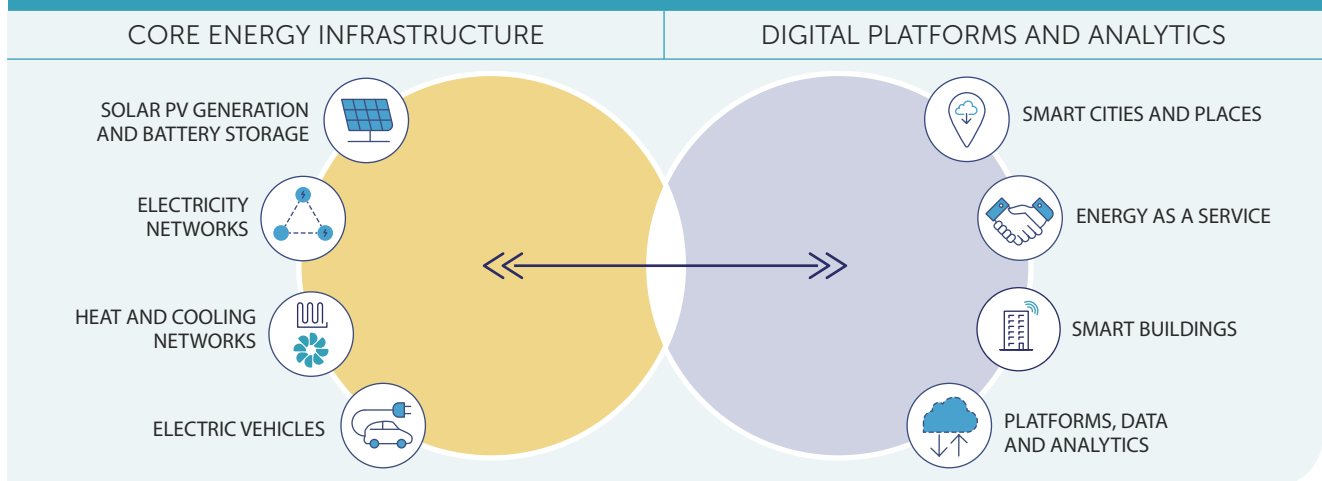 CORE ENERGY INFRASTRUCTURE
DIGITAL PLATFORMS AND ANALYTICS
SOLAR PV GENERATION
AND BATTERY STORAGE
ELECTRICITY
NETWORKS
HEAT AND COOLING
NETWORKS
ELECTRIC VEHICLES
SMART CITIES AND PLACES
ENERGY AS A SERVICE
SMART BUILDINGS
PLATFORMS, DATA
AND ANALYTICS